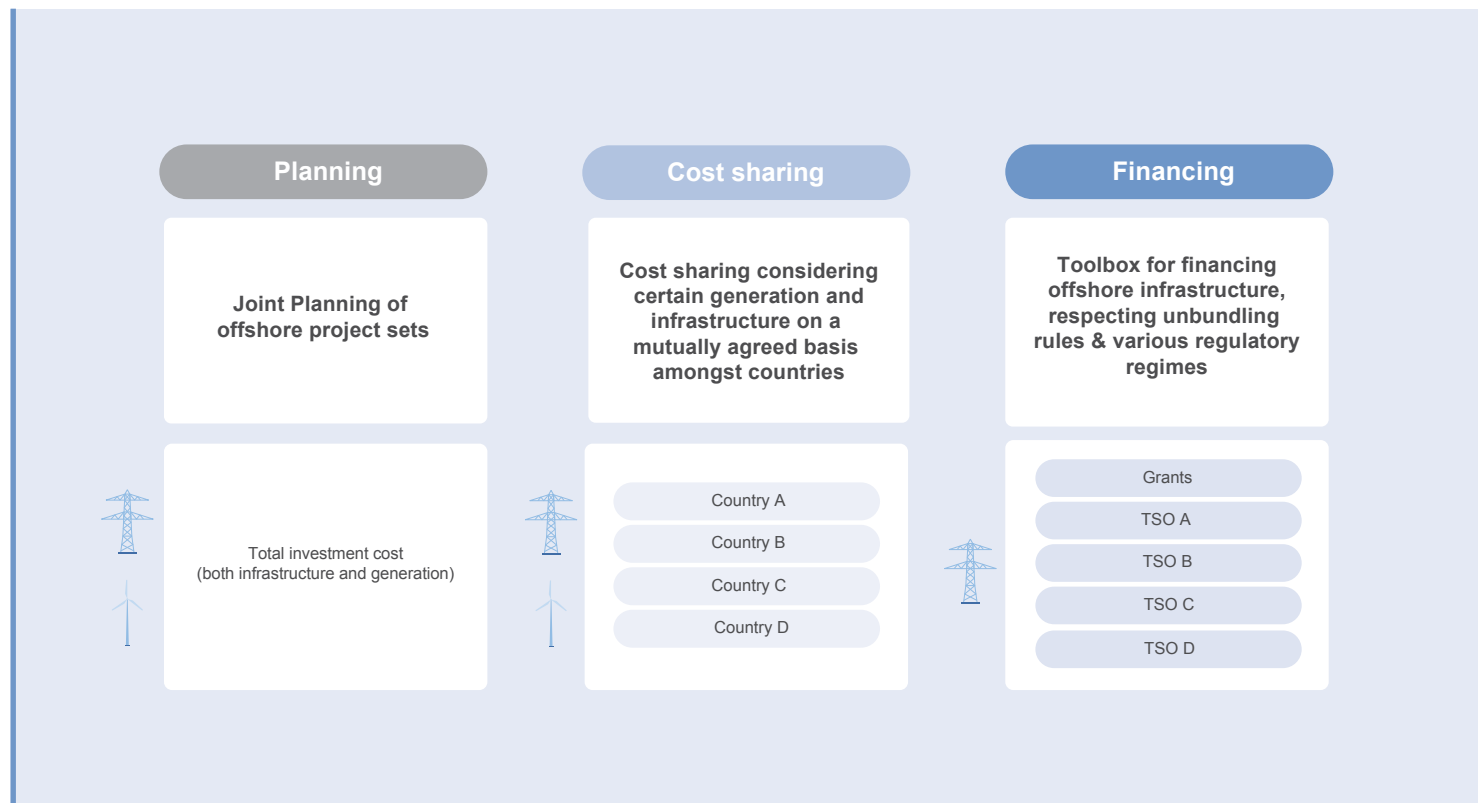 Planning
Joint Planning of
offshore project sets
Total investment cost
(both infrastructure and generation)
Cost sharing
Cost sharing considering
certain generation and
infrastructure on a
mutually agreed basis
amongst countries
Country A
Country B
Country C
Country D
Financing
Toolbox for financing
offshore infrastructure,
respecting unbundling
rules & various regulatory
regimes
Grants
TSO A
TSO B
TSO C
TSO D